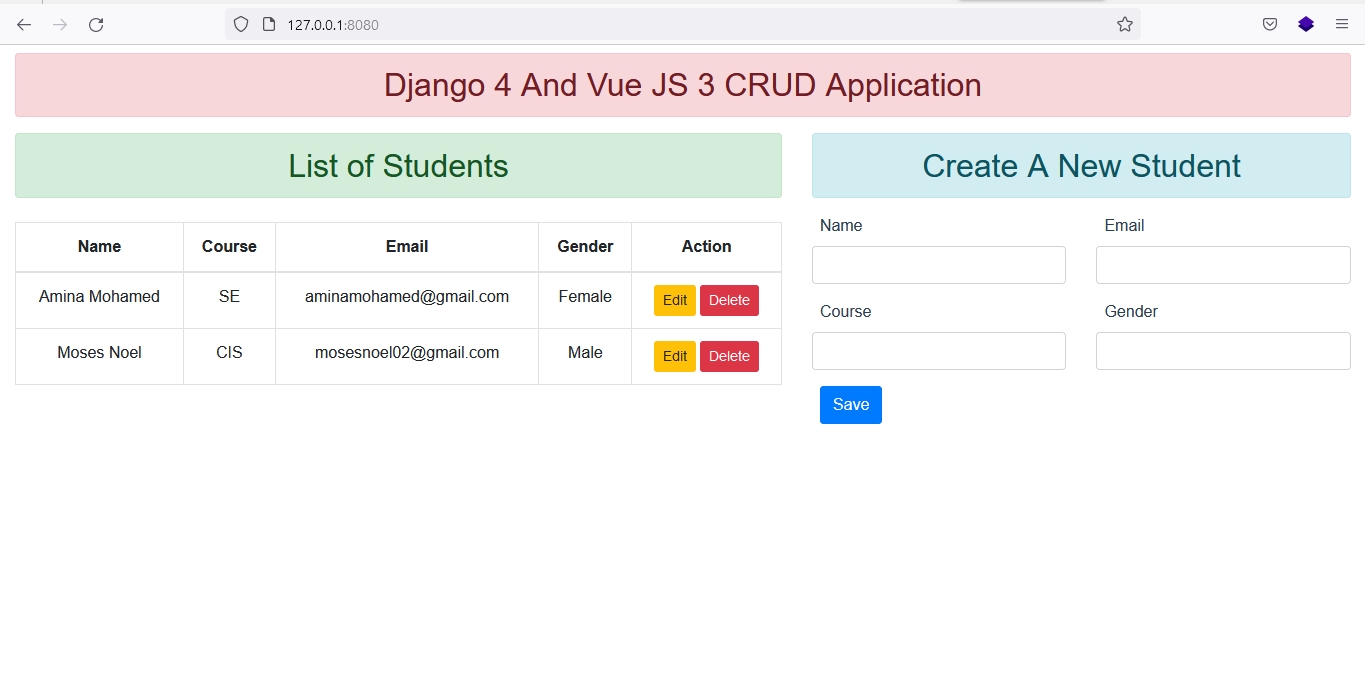 127.0.0.1:8080
Django 4 And Vue JS 3 CRUD Application
List of Students
Name Course Email Gender Action
Amina Mohamed SE aminamohamed@gmail.com Female Edit Delete
Moses Noel CIS mosesnoel02@gmail.com Male Edit Delete
Create A New Student
Name Email
Course Gender
Save